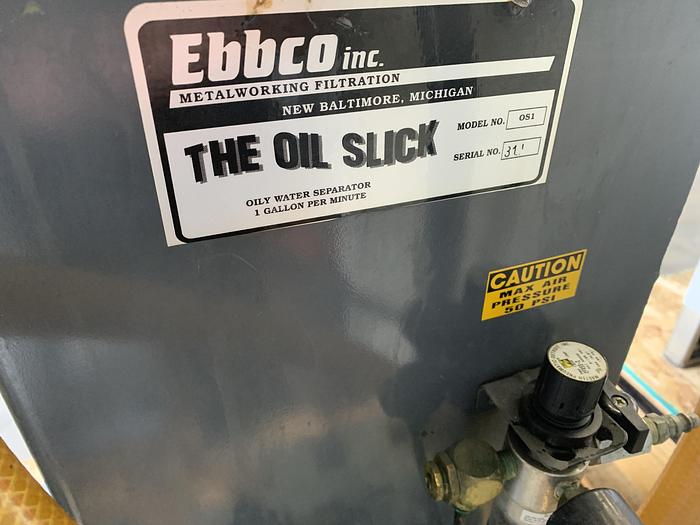 Ebbco inc.
METALWORKING FILTRATION
NEW BALTIMORE, MICHIGAN
THE OIL SLICK
MODEL NO. OS1
SERIAL NO.
OILY WATER SEPARATOR
1 GALLON PER MINUTE
CAUTION
MAX AIR
PRESSURE
50 PSI